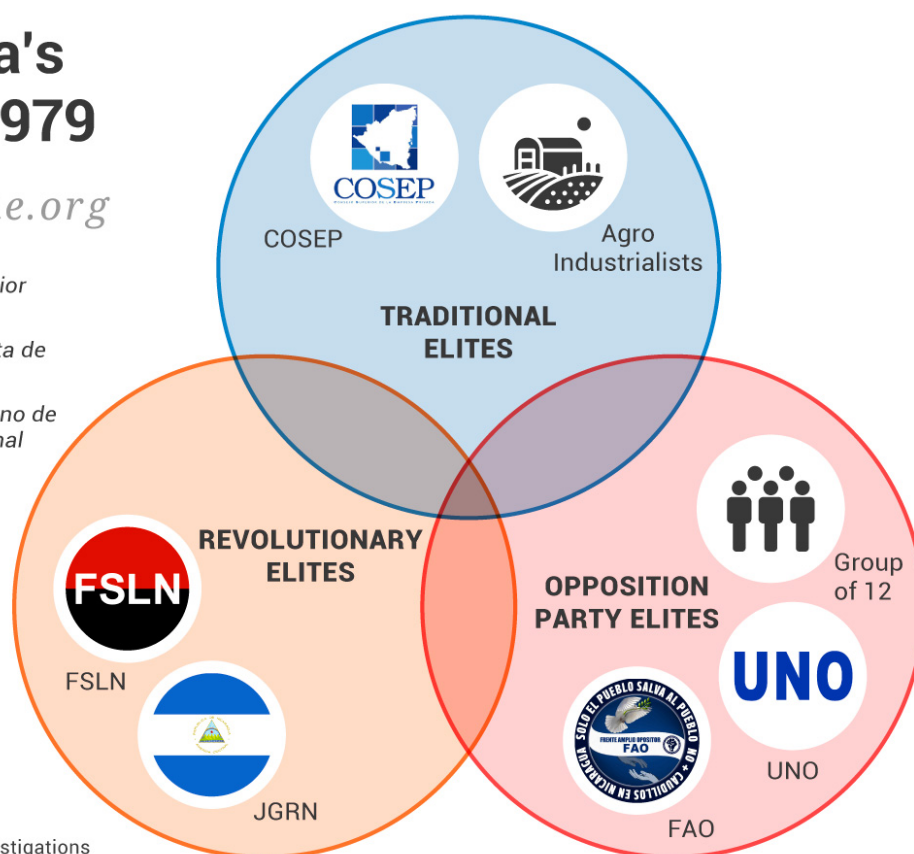 a's
979
e.org
ior
ta de
no de
nal
COSEP
COSEP
Agro
Industrialists
TRADITIONAL
ELITES
REVOLUTIONARY
ELITES
FSLN
FSLN
JGRN
OPPOSITION
PARTY ELITES
Group
of 12
UNO
UNO
SOLO EL PUEBLO SALVA AL PUEBLO
NO + CAUDILLOS EN NICARAGUA
FRENTE AMPLIO OPOSITOR
FAO
FAO
stigations